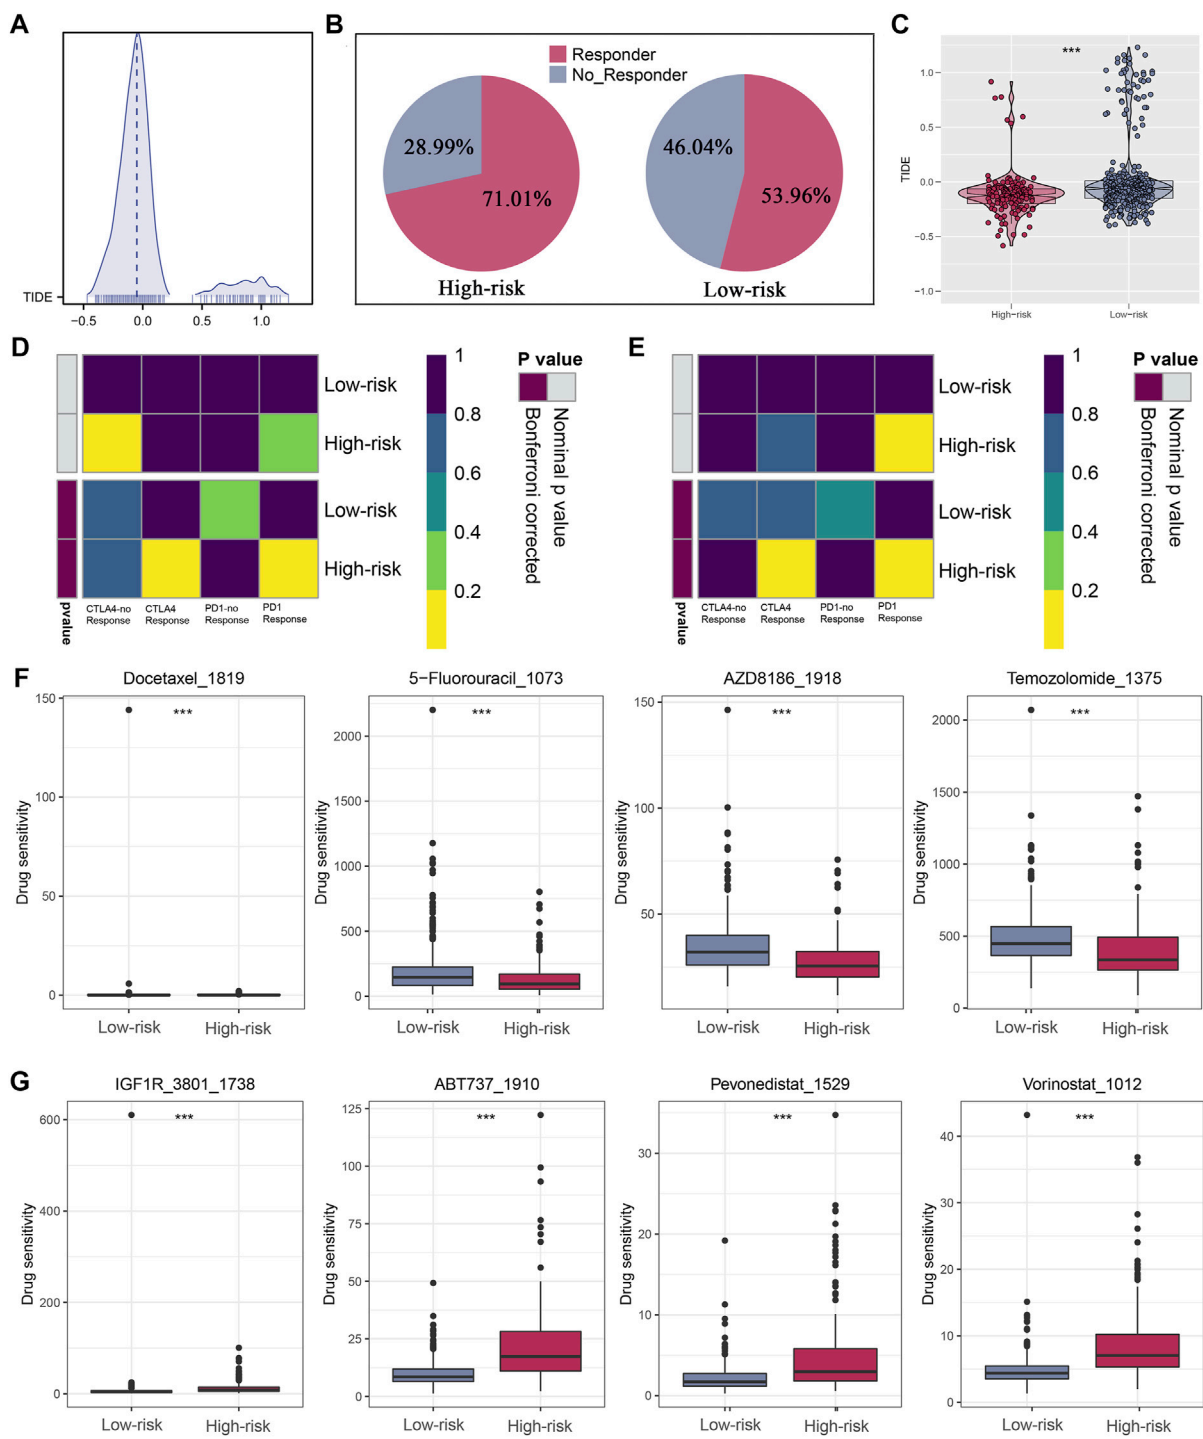 A
TIDE
−0.5 0.0 0.5 1.0
B
Responder
No_Responder
28.99%
71.01%
46.04%
53.96%
High-risk
Low-risk
C
***
TIDE
1.0
0.5
0.0
−0.5
−1.0
High−risk Low−risk
D
Low-risk
High-risk
Low-risk
High-risk
pvalue
CTLA4-no
Response
CTLA4
Response
PD1-no
Response
PD1
Response
1
0.8
0.6
0.4
0.2
P value
Nominal p value
Bonferroni corrected
E
Low-risk
High-risk
Low-risk
High-risk
pvalue
CTLA4-no
Response
CTLA4
Response
PD1-no
Response
PD1
Response
1
0.8
0.6
0.4
0.2
P value
Nominal p value
Bonferroni corrected
F
Docetaxel_1819
***
Drug sensitivity
150
100
50
0
Low-risk High-risk
5−Fluorouracil_1073
***
Drug sensitivity
2000
1500
1000
500
0
Low-risk High-risk
AZD8186_1918
***
Drug sensitivity
150
100
50
Low-risk High-risk
Temozolomide_1375
***
Drug sensitivity
2000
1500
1000
500
0
Low-risk High-risk
G
IGF1R_3801_1738
***
Drug sensitivity
600
400
200
0
Low-risk High-risk
ABT737_1910
***
Drug sensitivity
125
100
75
50
25
0
Low-risk High-risk
Pevonedistat_1529
***
Drug sensitivity
30
20
10
0
Low-risk High-risk
Vorinostat_1012
***
Drug sensitivity
40
30
20
10
0
Low-risk High-risk